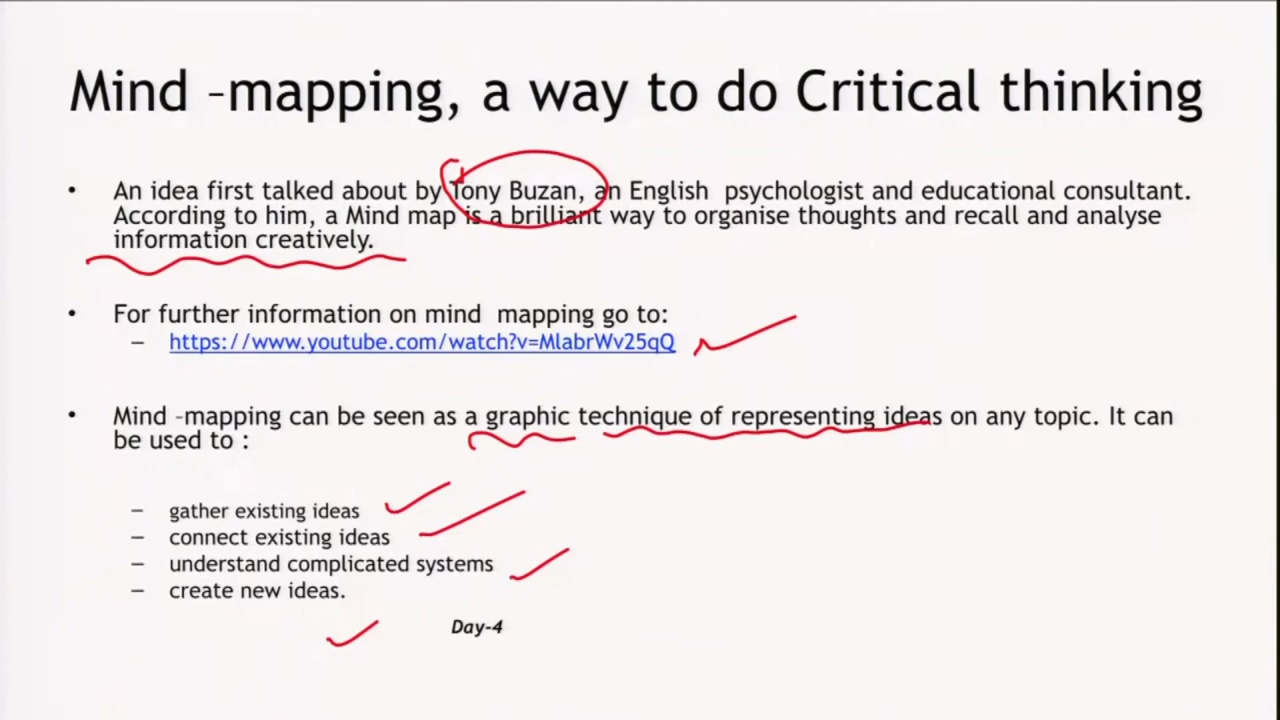 Mind –mapping, a way to do Critical thinking
• An idea first talked about by Tony Buzan, an English psychologist and educational consultant.
According to him, a Mind map is a brilliant way to organise thoughts and recall and analyse
information creatively.
• For further information on mind mapping go to:
– https://www.youtube.com/watch?v=MlabrWv25qQ
• Mind –mapping can be seen as a graphic technique of representing ideas on any topic. It can
be used to :
– gather existing ideas
– connect existing ideas
– understand complicated systems
– create new ideas.
Day-4